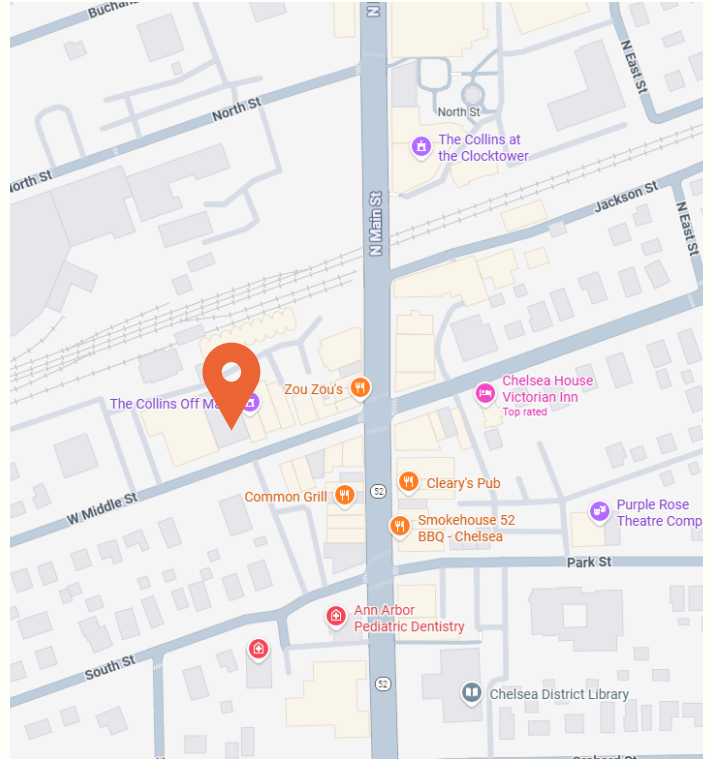 Bucha
N
N East St
North St
North St
The Collins at
the Clocktower
North St
N Main St
Jackson St
N East St
Zou Zou's
Chelsea House
Victorian Inn
Top rated
The Collins Off Ma
W Middle St
52
Common Grill
Cleary's Pub
Smokehouse 52
BBQ - Chelsea
Purple Rose
Theatre Comp
Park St
Ann Arbor
Pediatric Dentistry
South St
52
Chelsea District Library